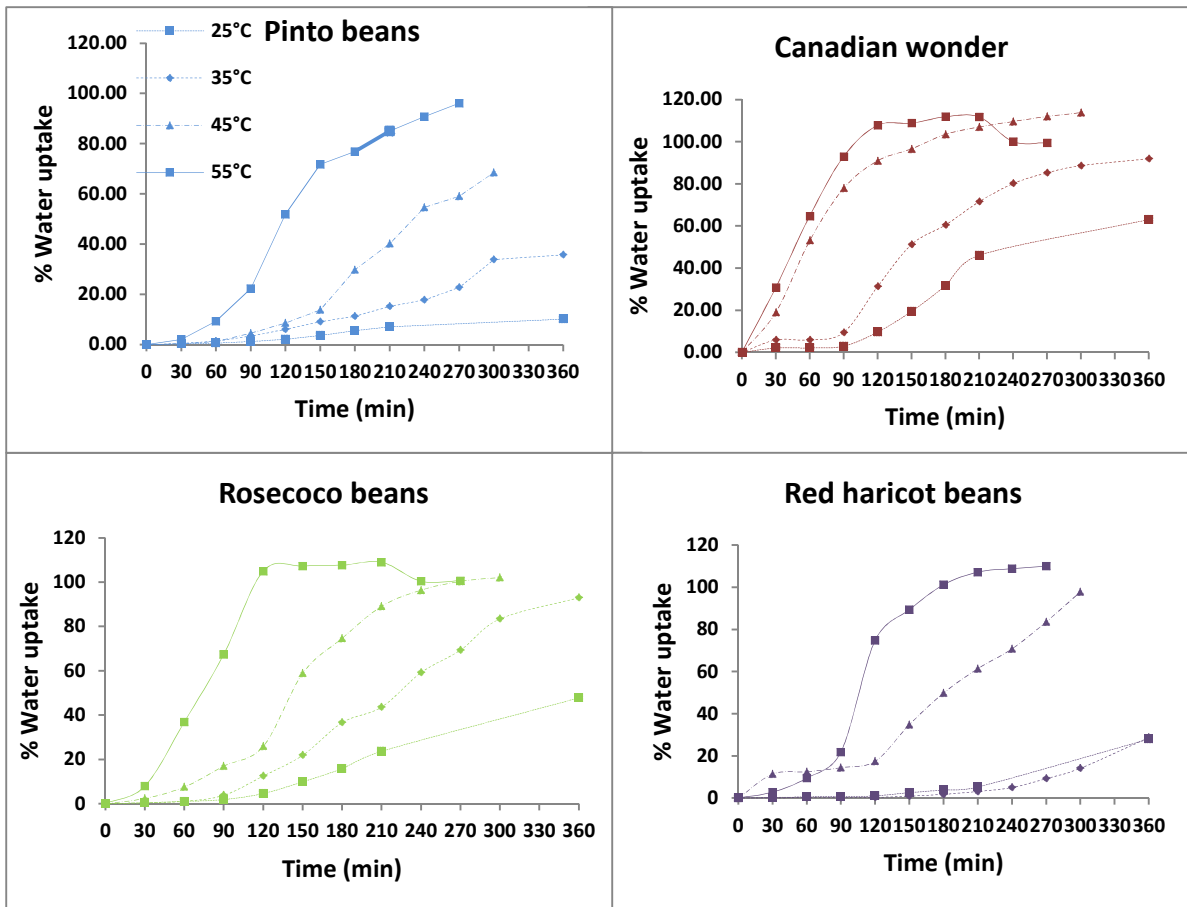 Pinto beans
25°C
35°C
45°C
55°C
120.00
100.00
80.00
60.00
40.00
20.00
0.00
% Water uptake
0 30 60 90 120 150 180 210 240 270 300 330 360
Time (min)
Canadian wonder
120.00
100.00
80.00
60.00
40.00
20.00
0.00
% Water uptake
0 30 60 90 120 150 180 210 240 270 300 330 360
Time (min)
Rosecoco beans
120
100
80
60
40
20
0
% Water uptake
0 30 60 90 120 150 180 210 240 270 300 330 360
Time (min)
Red haricot beans
120
100
80
60
40
20
0
% Water uptake
0 30 60 90 120 150 180 210 240 270 300 330 360
Time (min)